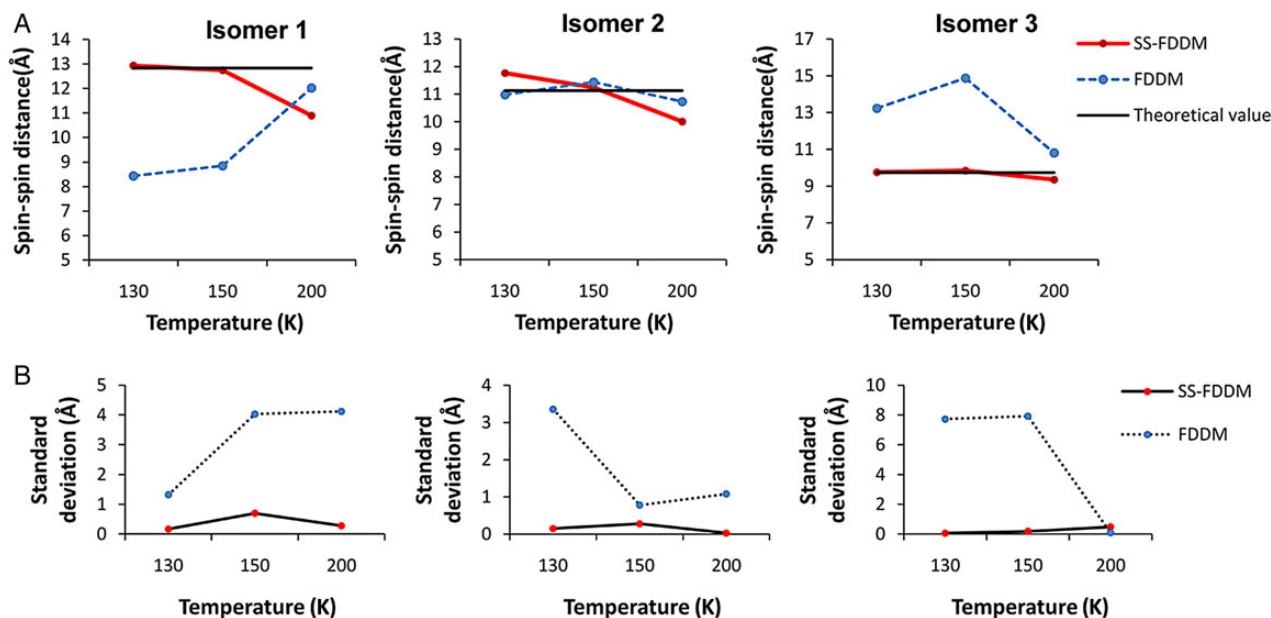 A
Isomer 1
Isomer 2
Isomer 3
Spin-spin distance(Å)
14
13
12
11
10
9
8
7
6
5
130 150 200
Temperature (K)
Spin-spin distance(Å)
13
12
11
10
9
8
7
6
5
130 150 200
Temperature (K)
Spin-spin distance(Å)
17
15
13
11
9
7
5
130 150 200
Temperature (K)
SS-FDDM
FDDM
Theoretical value
B
Standard
deviation (Å)
5
4
3
2
1
0
130 150 200
Temperature (K)
Standard
deviation (Å)
4
3
2
1
0
130 150 200
Temperature (K)
Standard
deviation (Å)
10
8
6
4
2
0
130 150 200
Temperature (K)
SS-FDDM
FDDM